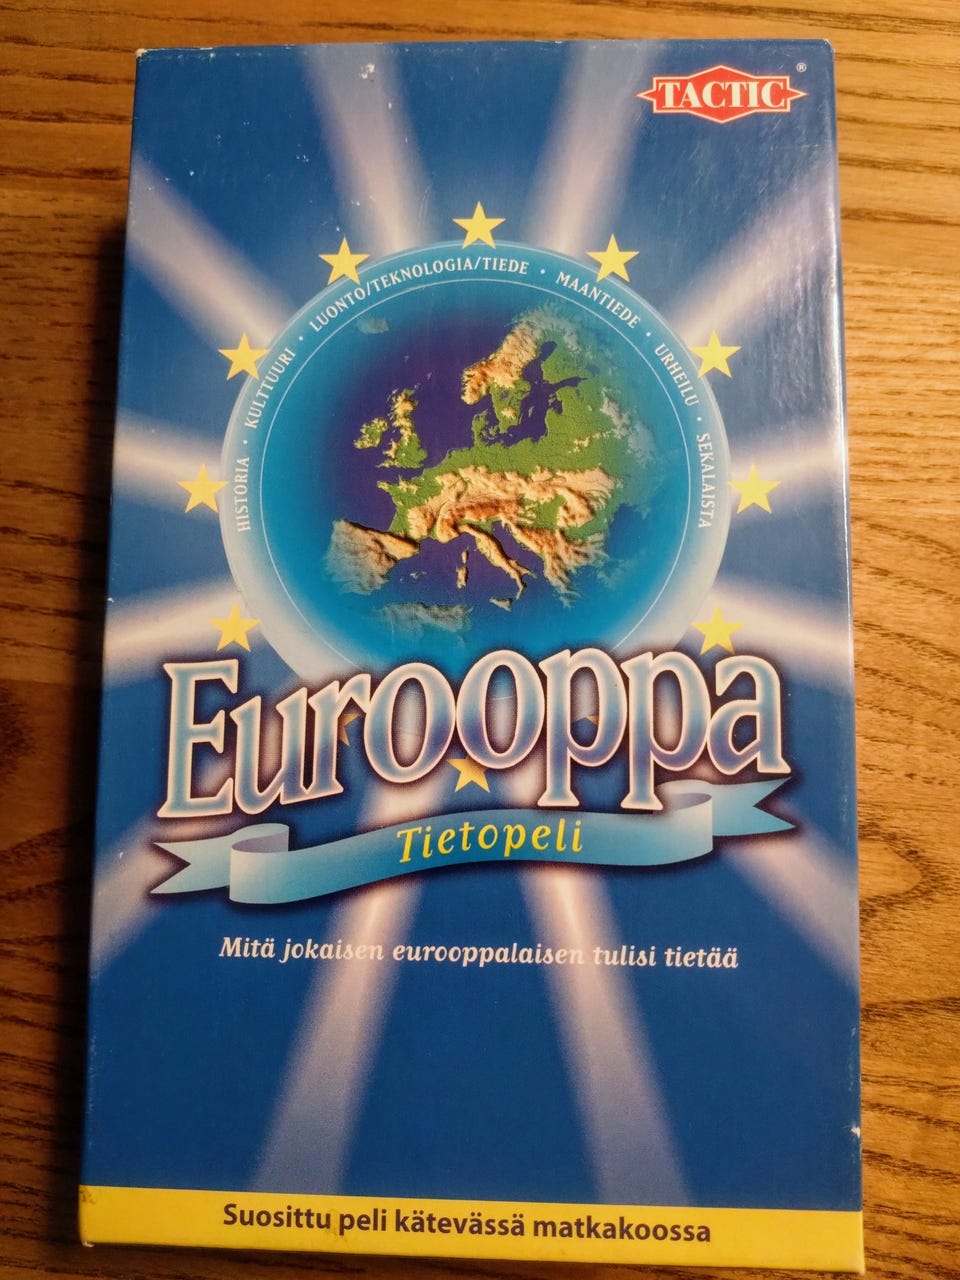 TACTIC®
HISTORIA · KULTTUURI · LUONTO/TEKNOLOGIA/TIEDE · MAANTIEDE · URHEILU · SEKALAISTA
Eurooppa
Tietopeli
Mitä jokaisen eurooppalaisen tulisi tietää
Suosittu peli kätevässä matkakoossa